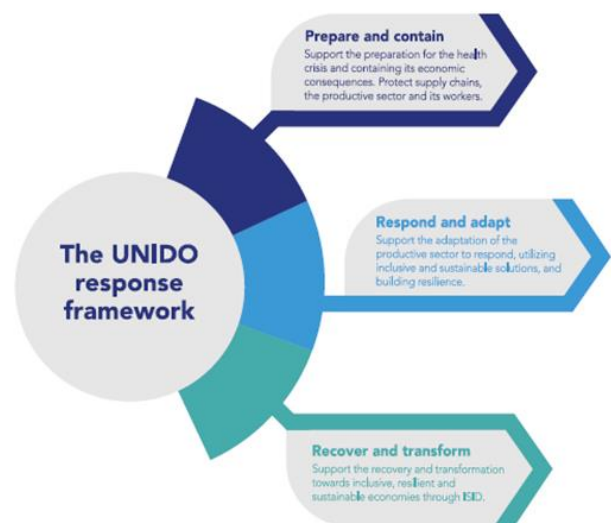 Prepare and contain
Support the preparation for the health
crisis and containing its economic
consequences. Protect supply chains,
the productive sector and its workers.
The UNIDO
response
framework
Respond and adapt
Support the adaptation of the
productive sector to respond, utilizing
inclusive and sustainable solutions, and
building resilience.
Recover and transform
Support the recovery and transformation
towards inclusive, resilient and
sustainable economies through ISID.